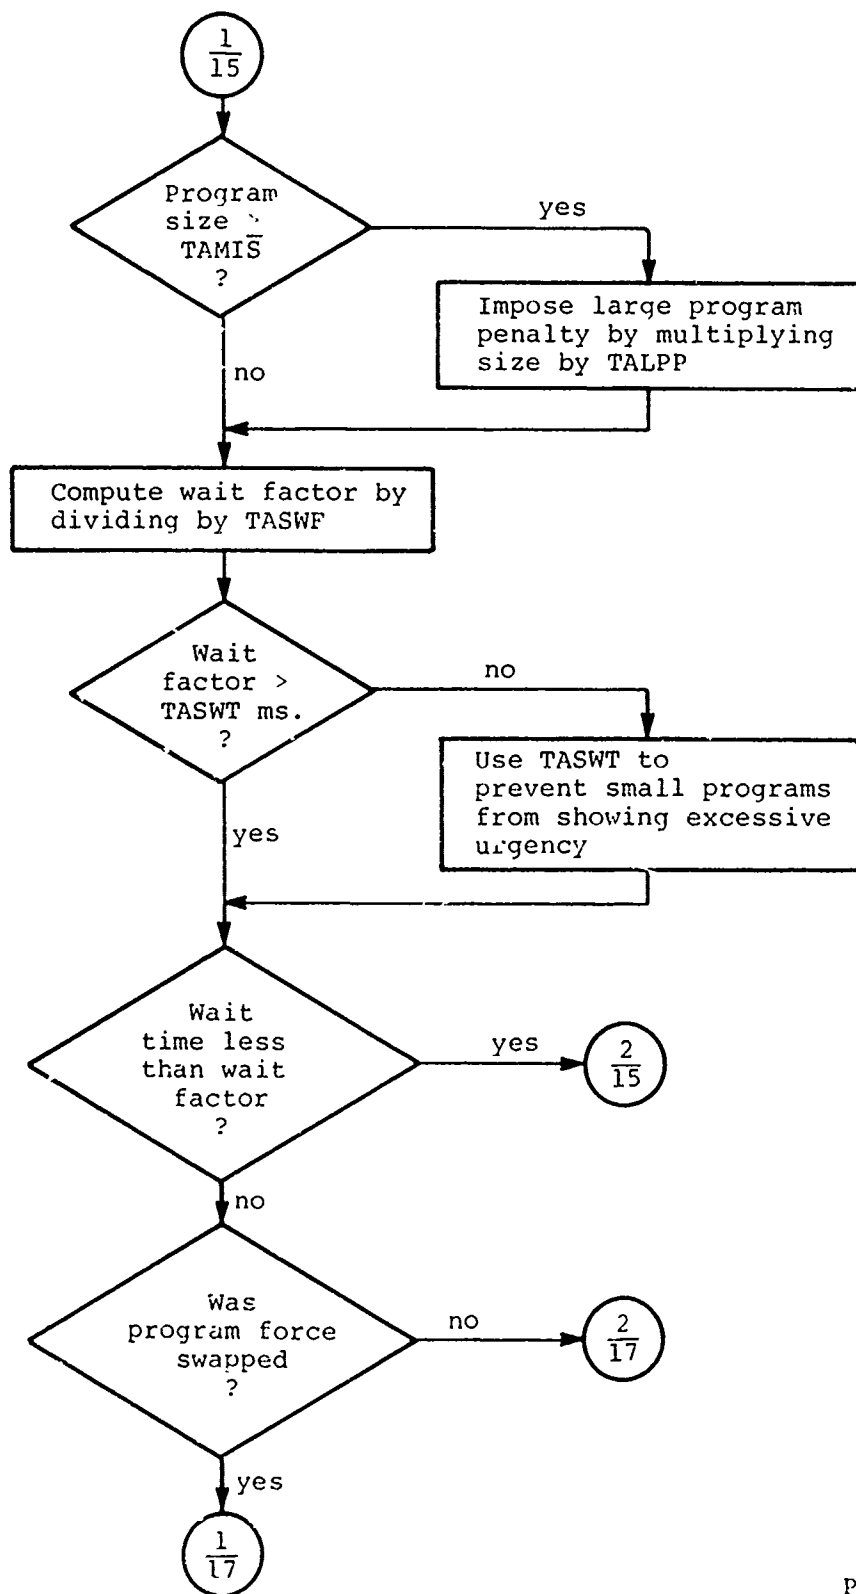 1
15
Program
size ≥
TAMIS
?
yes
Impose large program
penalty by multiplying
size by TALPP
no
Compute wait factor by
dividing by TASWF
Wait
factor >
TASWT ms.
?
no
Use TASWT to
prevent small programs
from showing excessive
urgency
yes
Wait
time less
than wait
factor
?
yes
2
15
no
Was
program force
swapped
?
no
2
17
yes
1
17
P